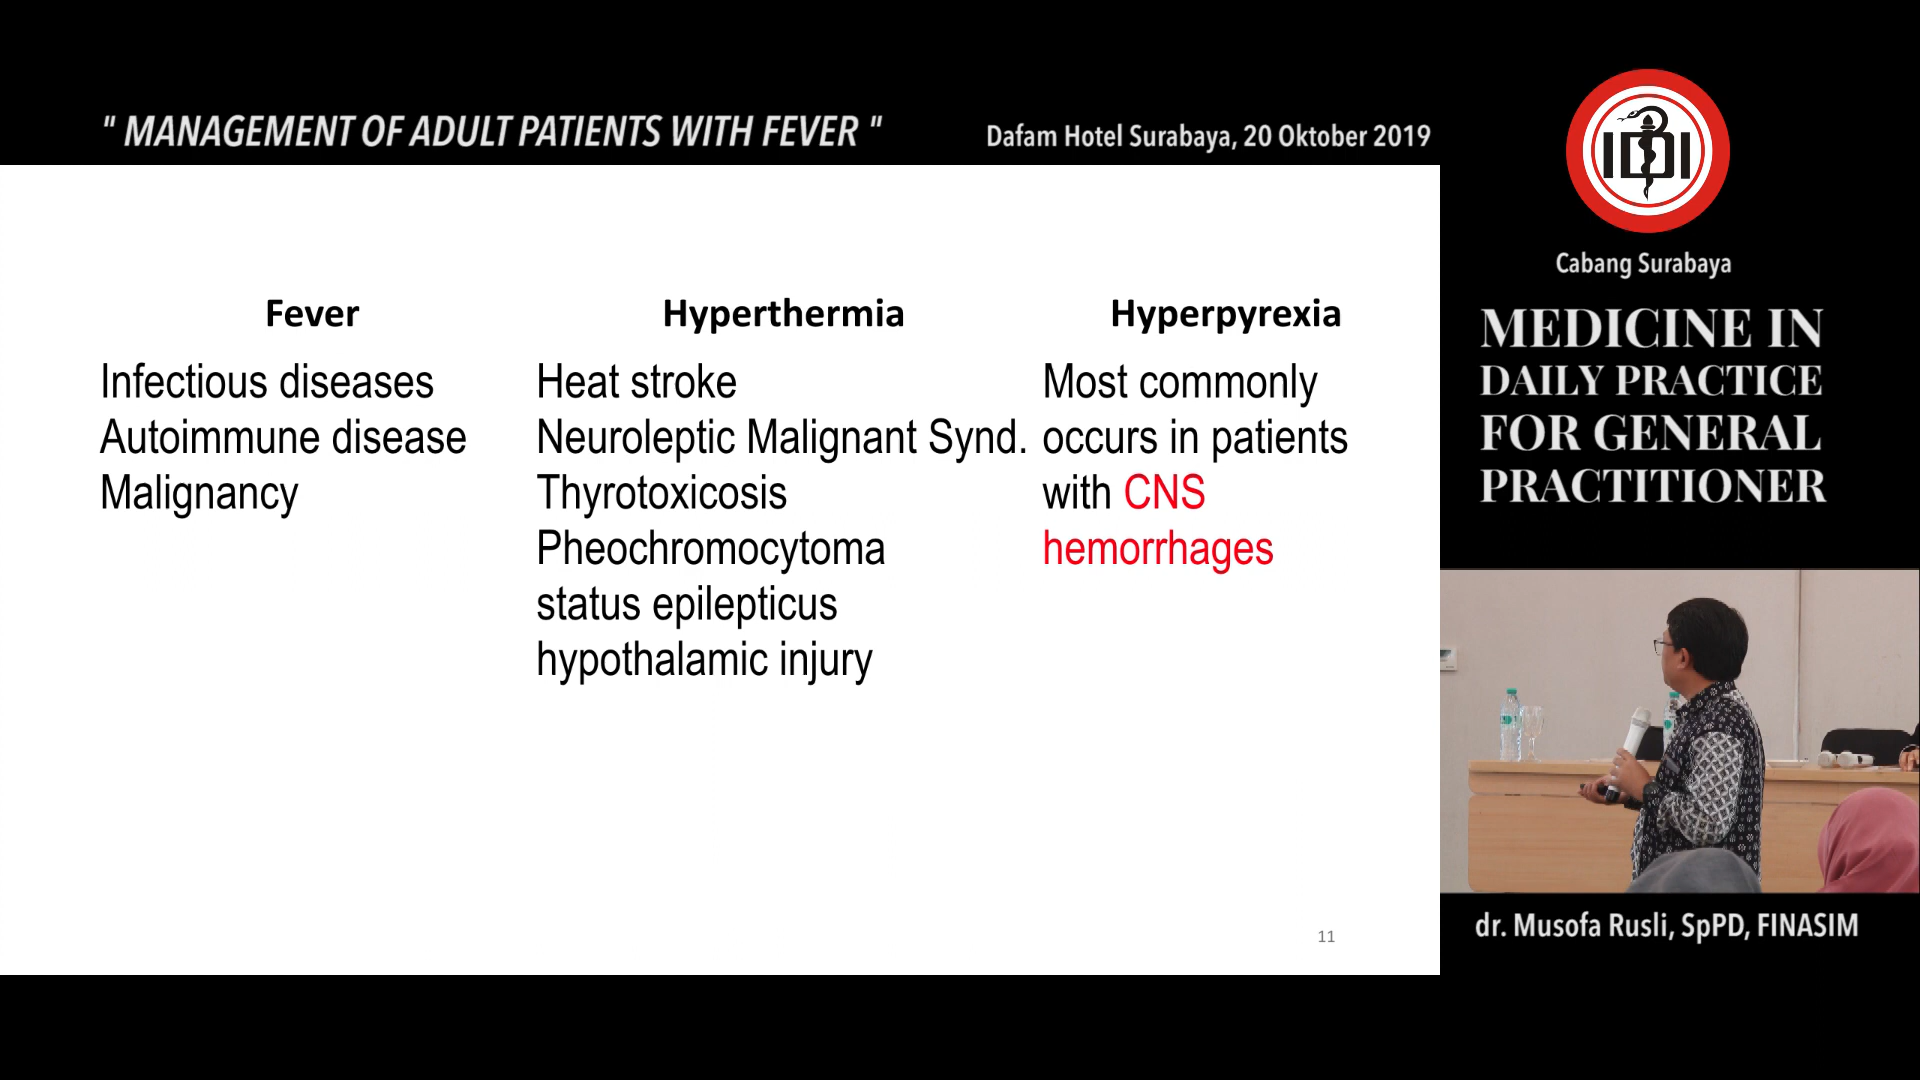 " MANAGEMENT OF ADULT PATIENTS WITH FEVER "
Dafam Hotel Surabaya, 20 Oktober 2019
IDI
Cabang Surabaya
MEDICINE IN
DAILY PRACTICE
FOR GENERAL
PRACTITIONER
Fever
Infectious diseases
Autoimmune disease
Malignancy
Hyperthermia
Heat stroke
Neuroleptic Malignant Synd.
Thyrotoxicosis
Pheochromocytoma
status epilepticus
hypothalamic injury
Hyperpyrexia
Most commonly
occurs in patients
with CNS
hemorrhages
11
dr. Musofa Rusli, SpPD, FINASIM